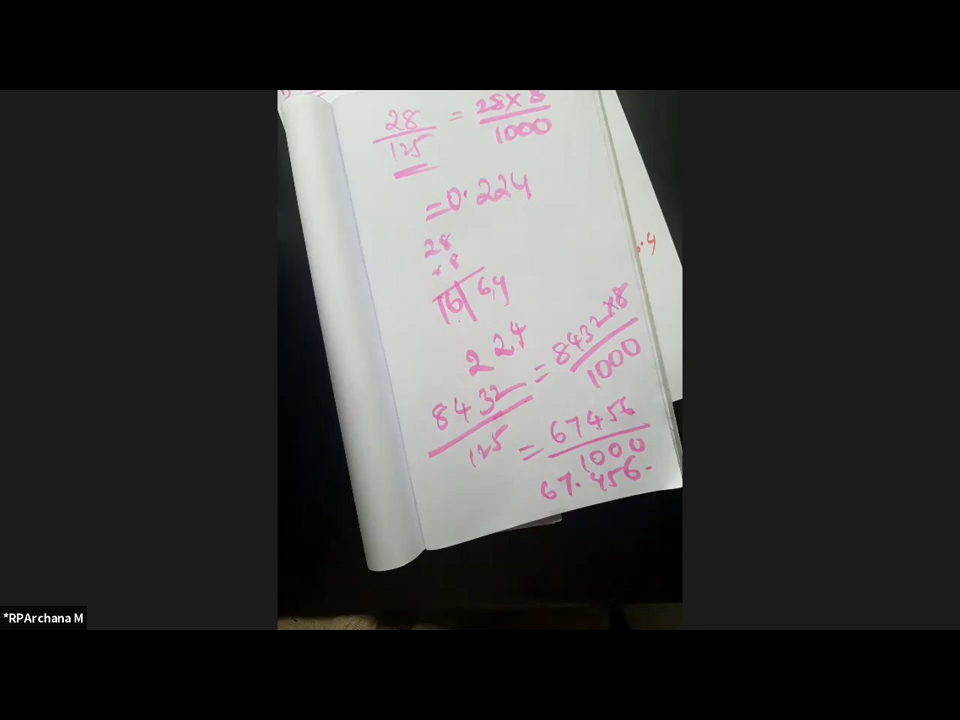 28/125 = 28×8/1000
=0.224
28
×8
16|64
224
8432/125 = 8432×8/1000
= 67456/1000
67.456.
.4
*RPArchana M